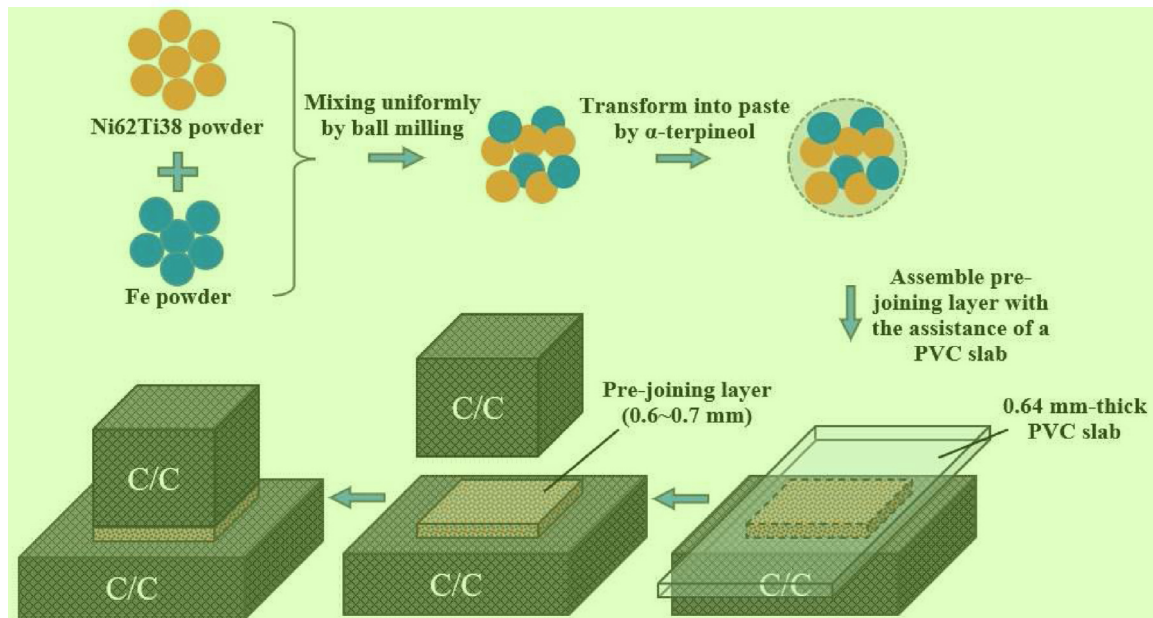 Ni62Ti38 powder
Fe powder
Mixing uniformly
by ball milling
Transform into paste
by α-terpineol
Assemble pre-
joining layer with
the assistance of a
PVC slab
0.64 mm-thick
PVC slab
C/C
Pre-joining layer
(0.6~0.7 mm)
C/C
C/C
C/C
C/C